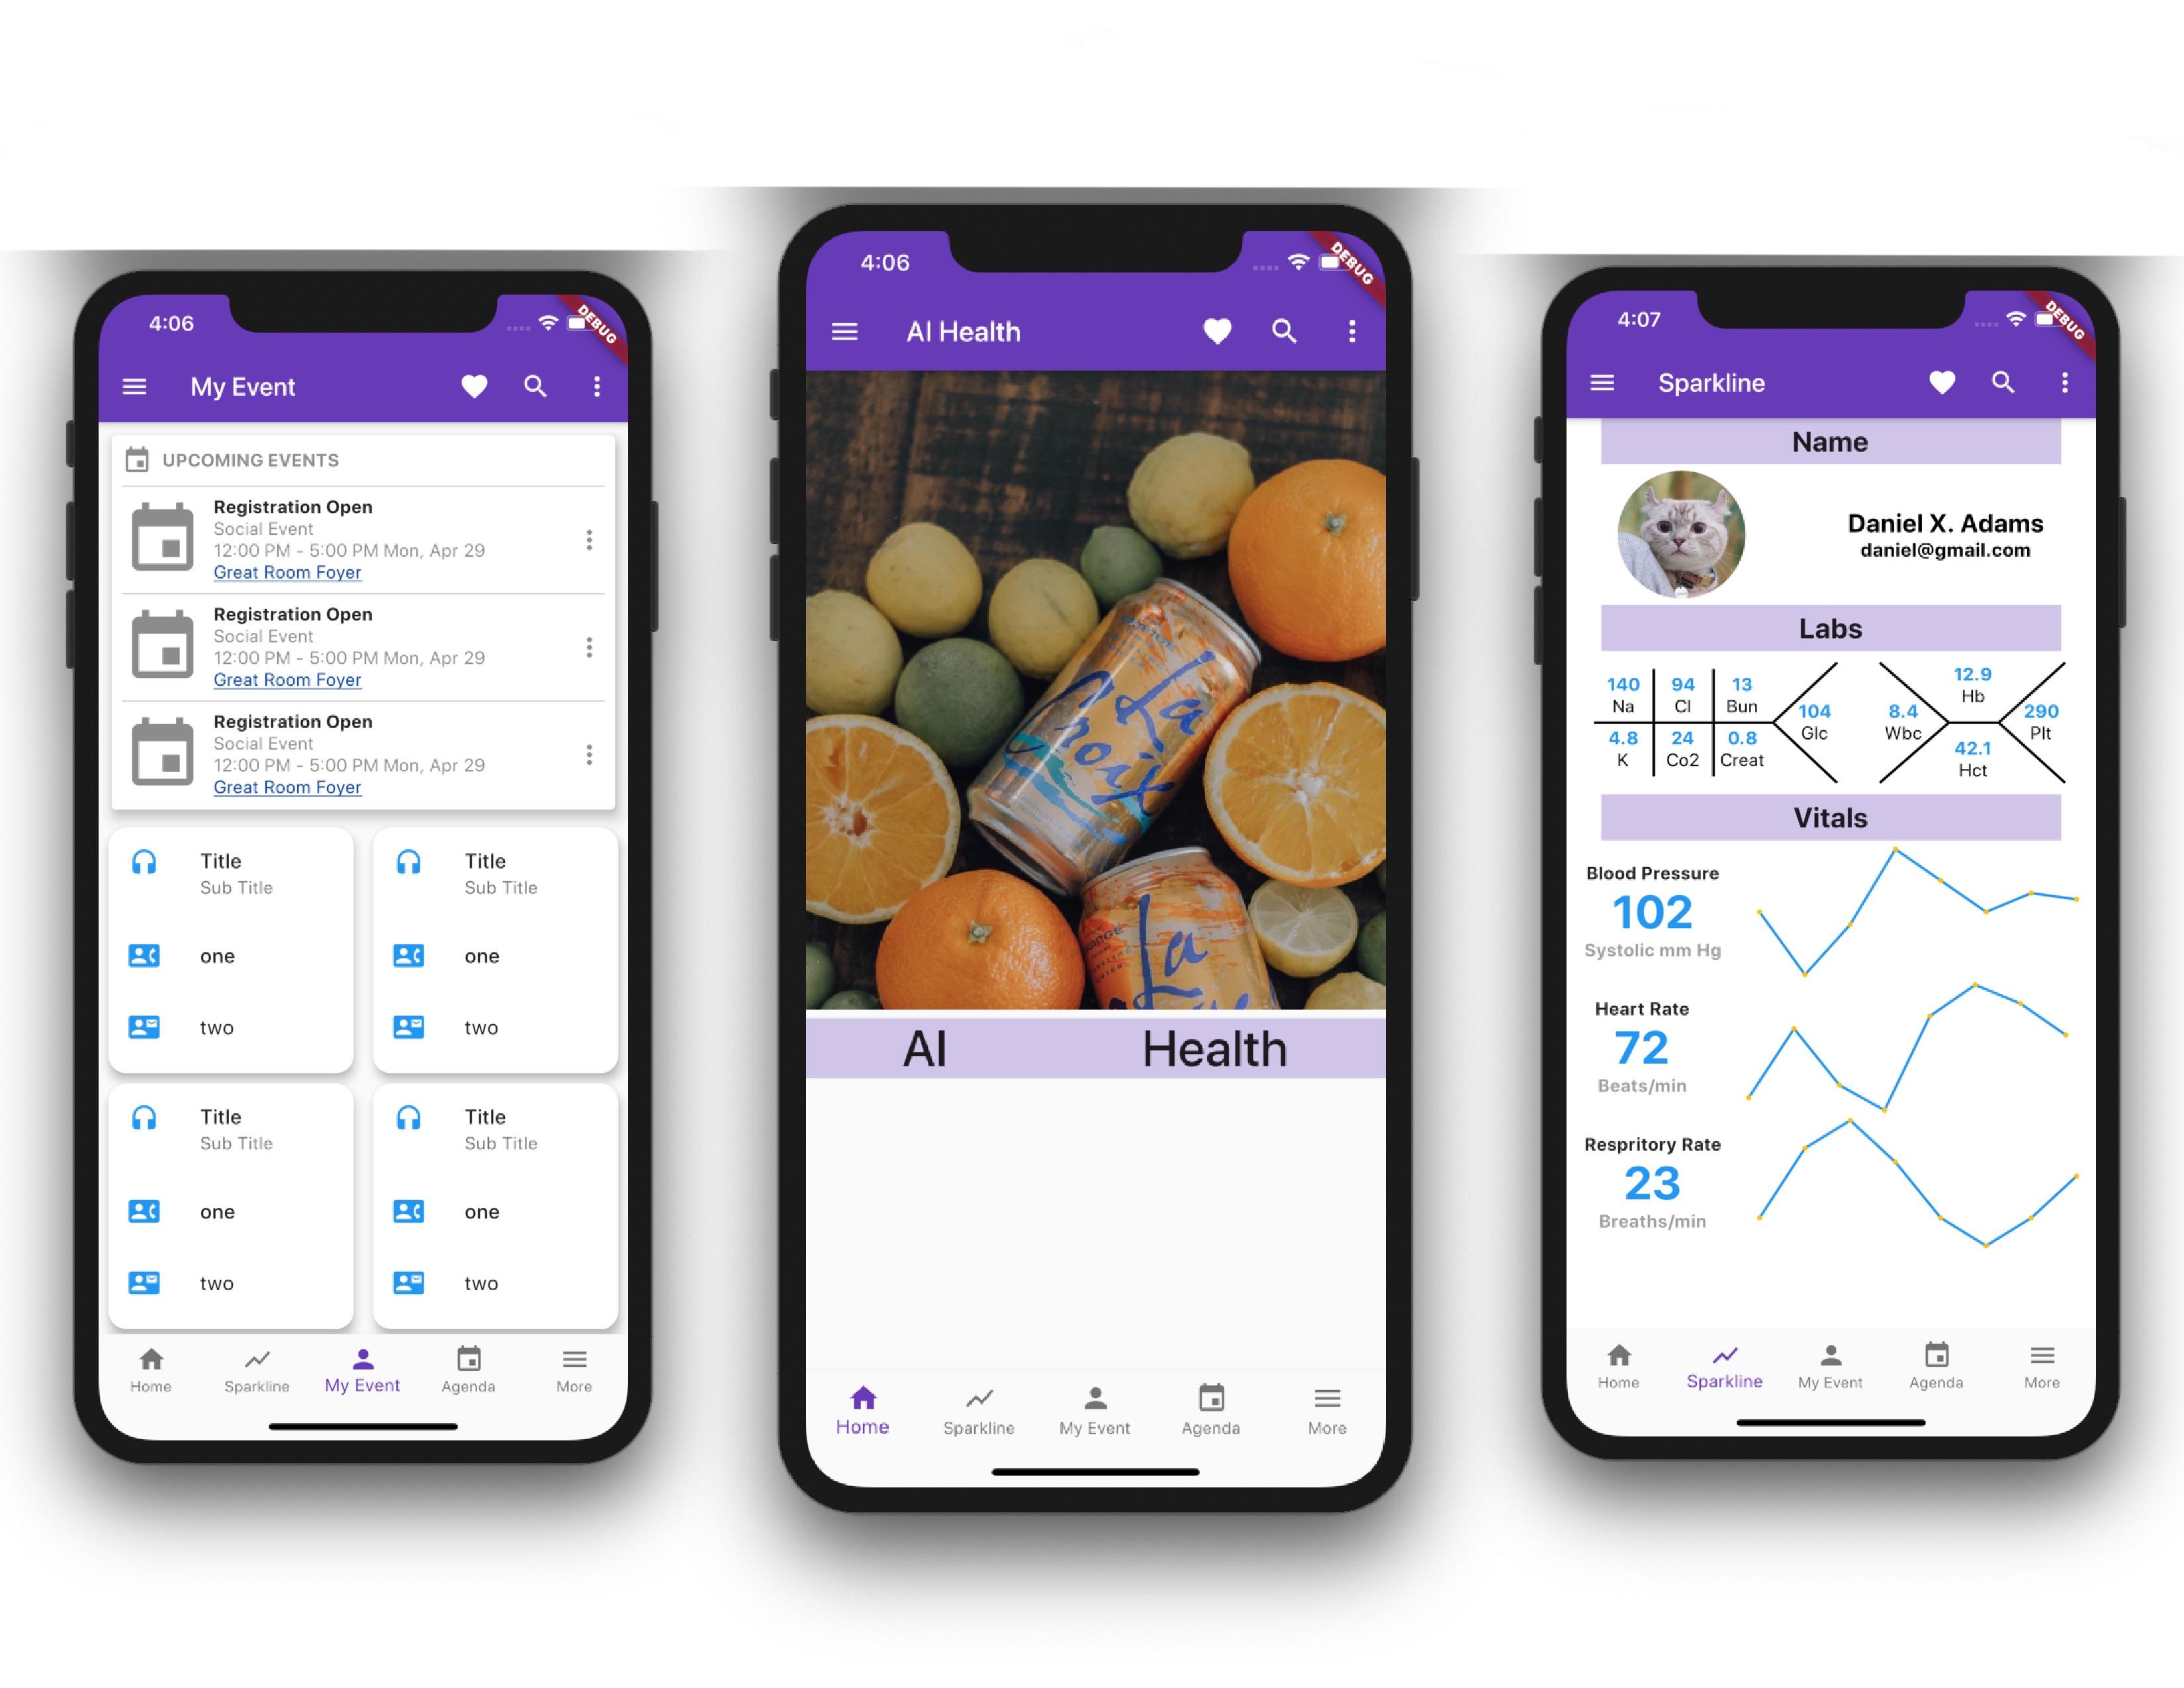 4:06
DEBUG
My Event
UPCOMING EVENTS
Registration Open
Social Event
12:00 PM - 5:00 PM Mon, Apr 29
Great Room Foyer
Registration Open
Social Event
12:00 PM - 5:00 PM Mon, Apr 29
Great Room Foyer
Registration Open
Social Event
12:00 PM - 5:00 PM Mon, Apr 29
Great Room Foyer
Title
Sub Title
one
two
Title
Sub Title
one
two
Title
Sub Title
one
two
Title
Sub Title
one
two
Home Sparkline My Event Agenda More
4:06
DEBUG
AI Health
La
Croix
La
AI Health
Home Sparkline My Event Agenda More
4:07
DEBUG
Sparkline
Name
Daniel X. Adams
daniel@gmail.com
Labs
140 94 13
Na Cl Bun
4.8 24 0.8
K Co2 Creat
104
Glc
12.9
Hb
8.4
Wbc
290
Plt
42.1
Hct
Vitals
Blood Pressure
102
Systolic mm Hg
Heart Rate
72
Beats/min
Respritory Rate
23
Breaths/min
Home Sparkline My Event Agenda More